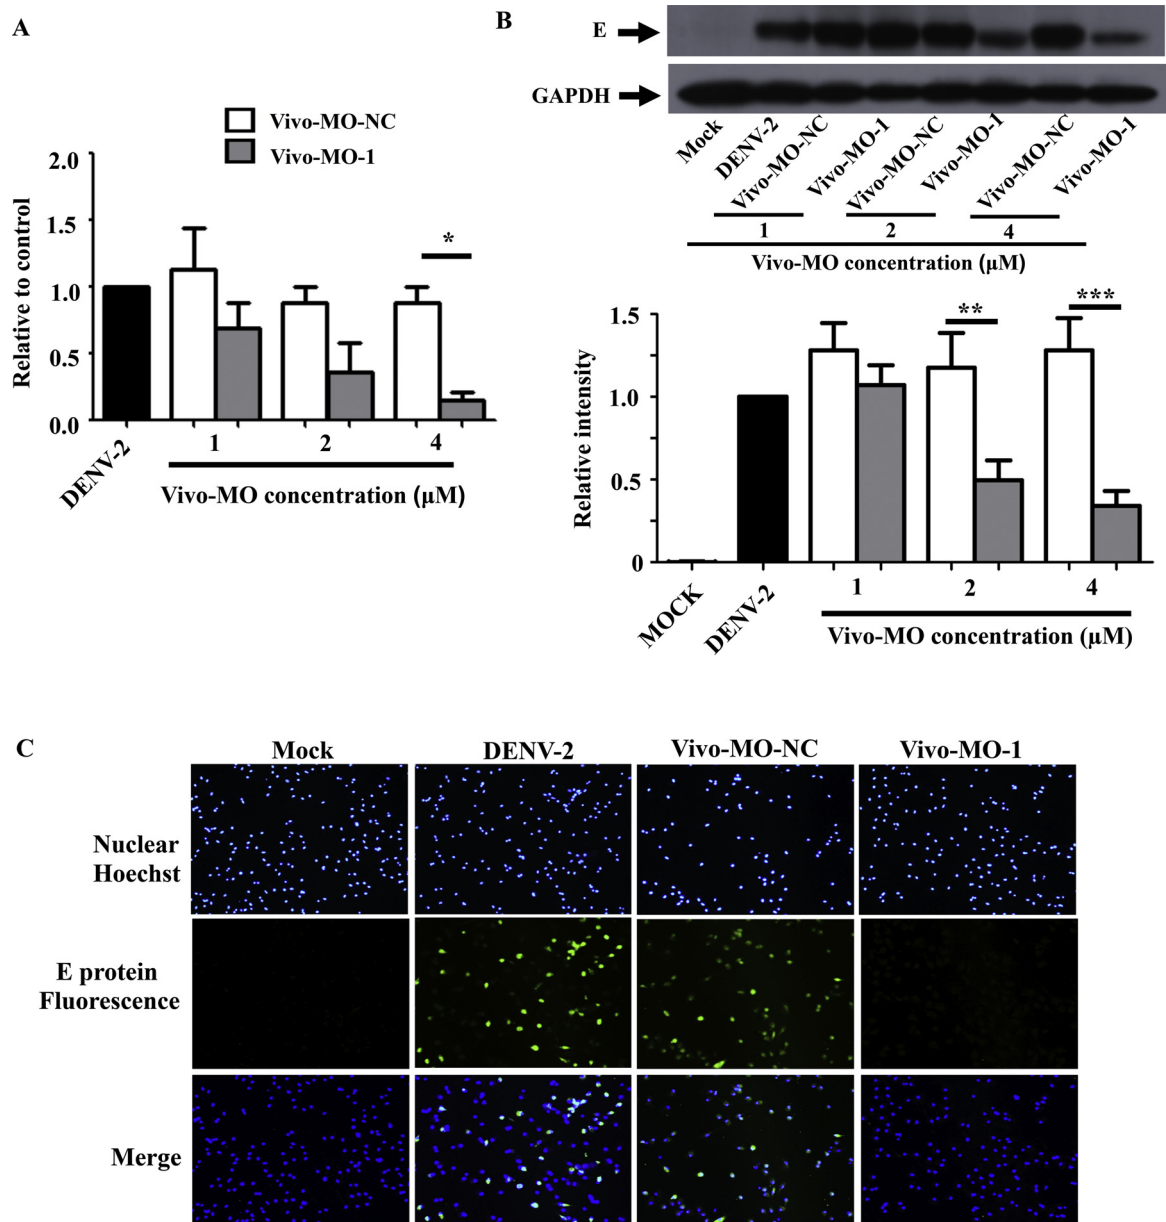 A
Vivo-MO-NC
Vivo-MO-1
Relative to control
2.0
1.5
1.0
0.5
0.0
*
DENV-2
1 2 4
Vivo-MO concentration (µM)
B
E
GAPDH
Mock
DENV-2
Vivo-MO-NC
Vivo-MO-1
Vivo-MO-NC
Vivo-MO-1
Vivo-MO-NC
Vivo-MO-1
1 2 4
Vivo-MO concentration (µM)
Relative intensity
1.5
1.0
0.5
0
**
***
MOCK
DENV-2
1 2 4
Vivo-MO concentration (µM)
C
Mock DENV-2 Vivo-MO-NC Vivo-MO-1
Nuclear
Hoechst
E protein
Fluorescence
Merge